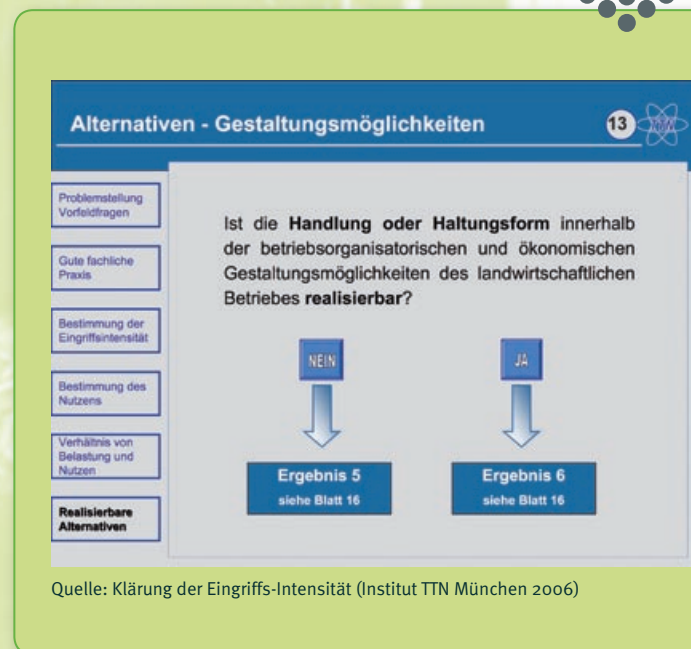 Alternativen - Gestaltungsmöglichkeiten
13
Problemstellung
Vorfeldfragen
Gute fachliche
Praxis
Bestimmung der
Eingriffsintensität
Bestimmung des
Nutzens
Verhältnis von
Belastung und
Nutzen
Realisierbare
Alternativen
Ist die Handlung oder Haltungsform innerhalb
der betriebsorganisatorischen und ökonomischen
Gestaltungsmöglichkeiten des landwirtschaftlichen
Betriebes realisierbar?
NEIN
JA
Ergebnis 5
siehe Blatt 16
Ergebnis 6
siehe Blatt 16
Quelle: Klärung der Eingriffs-Intensität (Institut TTN München 2006)